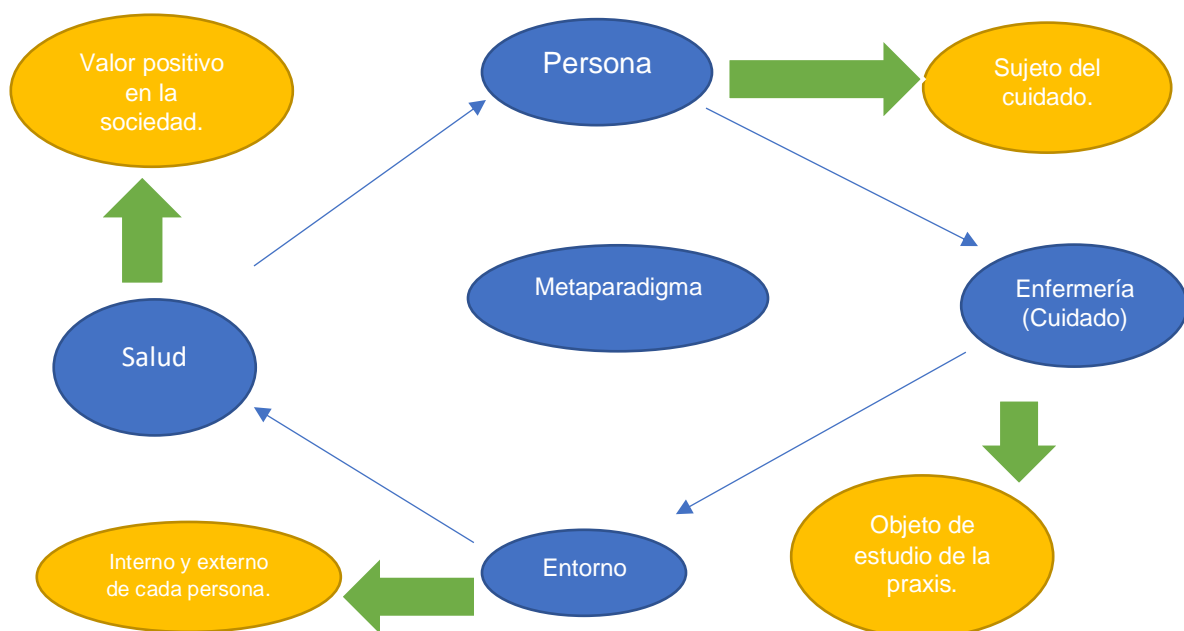 Valor positivo
en la
sociedad.
Persona
Sujeto del
cuidado.
Metaparadigma
Enfermería
(Cuidado)
Salud
Objeto de
estudio de la
praxis.
Interno y externo
de cada persona.
Entorno